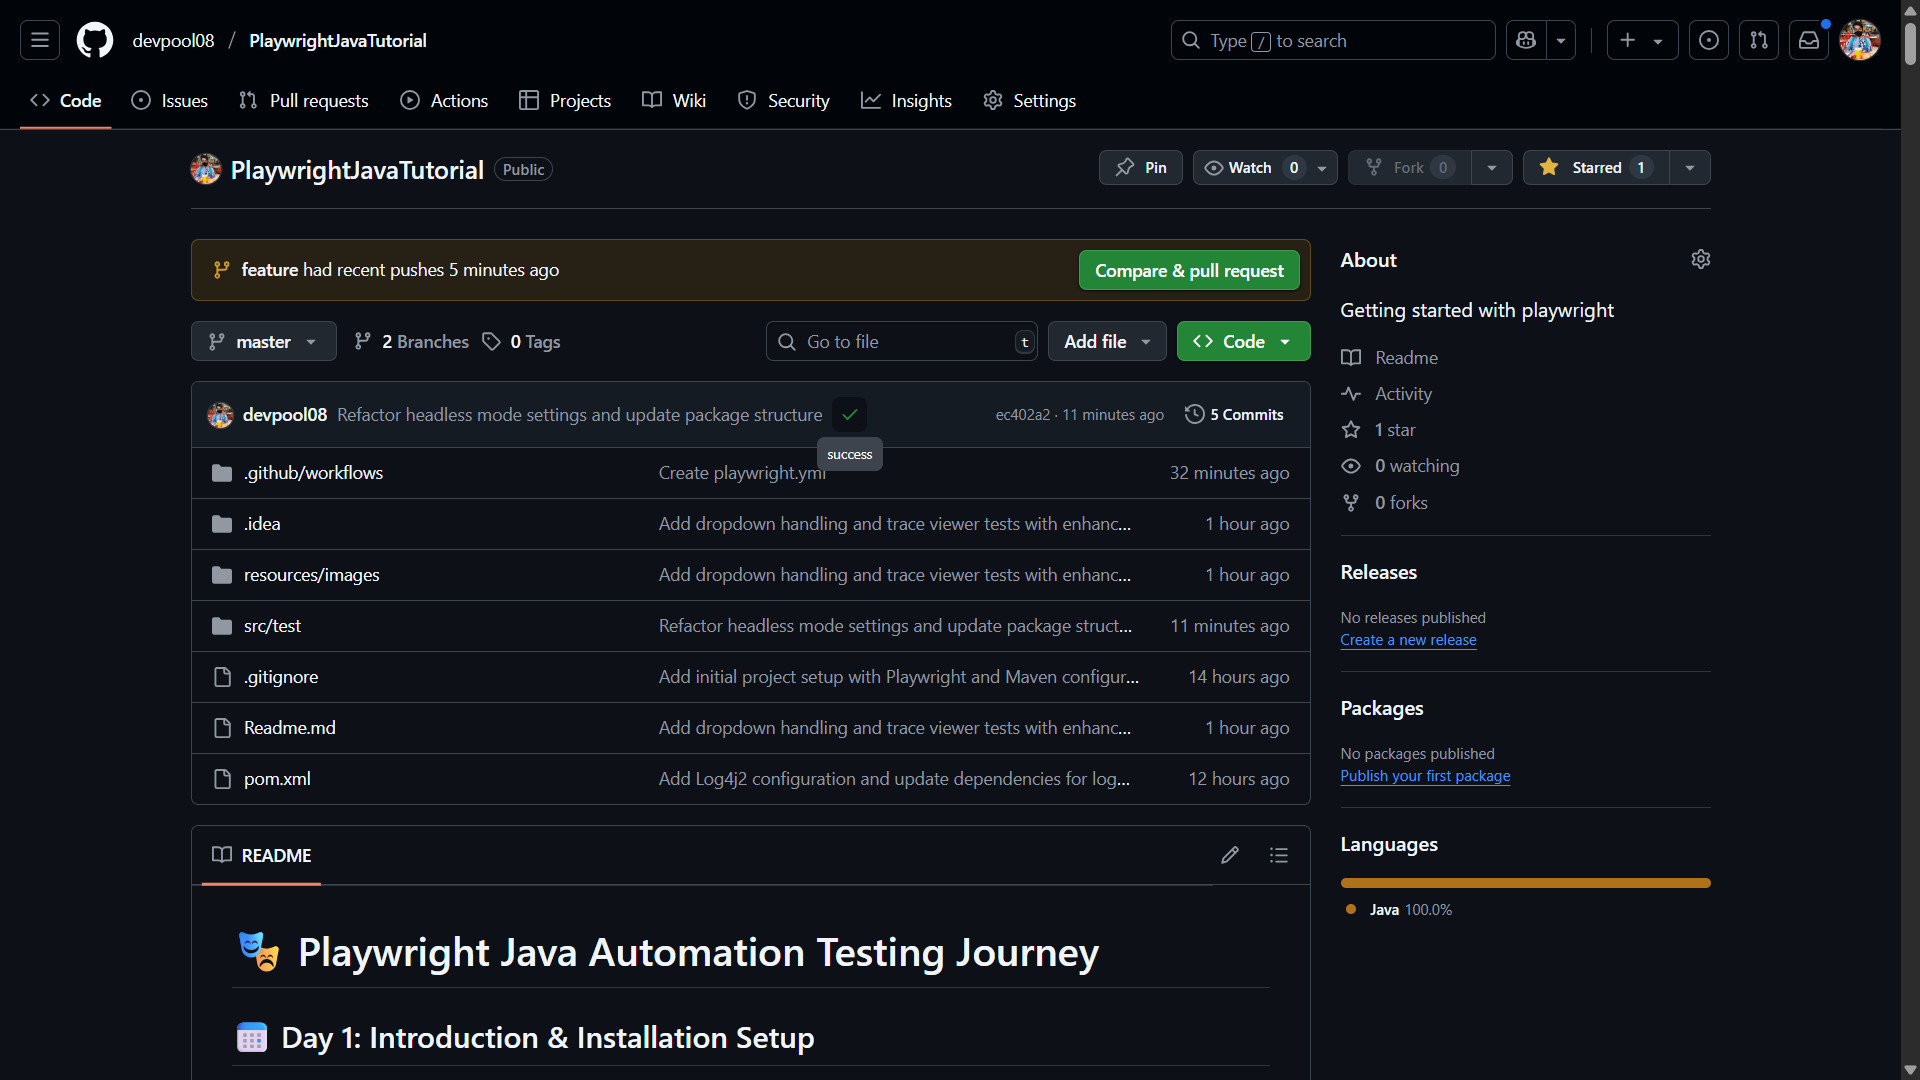 devpool08 / PlaywrightJavaTutorial
Type / to search
Code Issues Pull requests Actions Projects Wiki Security Insights Settings
PlaywrightJavaTutorial Public
Pin Watch 0 Fork 0 Starred 1
feature had recent pushes 5 minutes ago Compare & pull request
master 2 Branches 0 Tags Go to file t Add file Code
devpool08 Refactor headless mode settings and update package structure ec402a2 · 11 minutes ago 5 Commits
success
.github/workflows Create playwright.yml 32 minutes ago
.idea Add dropdown handling and trace viewer tests with enhanc... 1 hour ago
resources/images Add dropdown handling and trace viewer tests with enhanc... 1 hour ago
src/test Refactor headless mode settings and update package struct... 11 minutes ago
.gitignore Add initial project setup with Playwright and Maven configur... 14 hours ago
Readme.md Add dropdown handling and trace viewer tests with enhanc... 1 hour ago
pom.xml Add Log4j2 configuration and update dependencies for log... 12 hours ago
README
Playwright Java Automation Testing Journey
Day 1: Introduction & Installation Setup
About
Getting started with playwright
Readme
Activity
1 star
0 watching
0 forks
Releases
No releases published
Create a new release
Packages
No packages published
Publish your first package
Languages
Java 100.0%